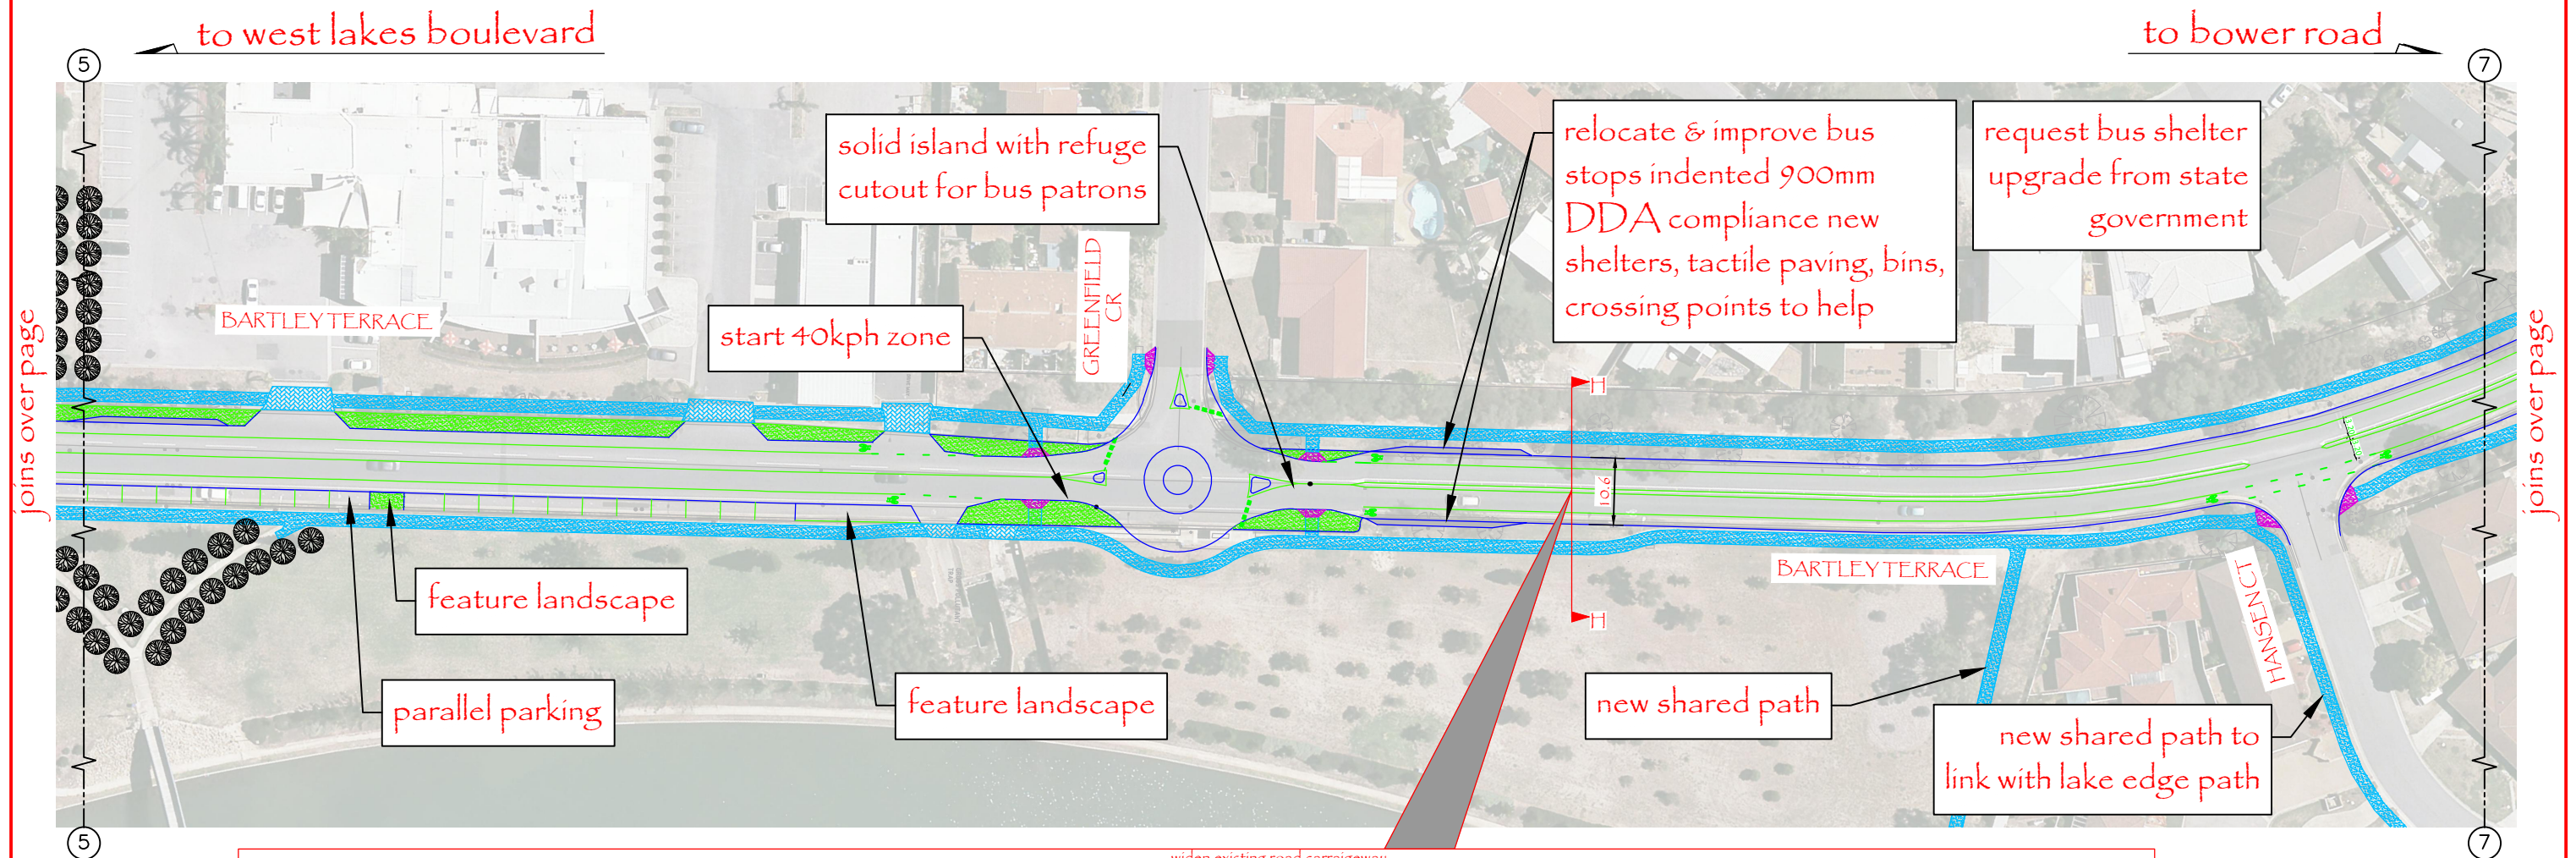 to west lakes boulevard
to bower road
5
7
solid island with refuge
cutout for bus patrons
relocate & improve bus
stops indented 900mm
DDA compliance new
shelters, tactile paving, bins,
crossing points to help
request bus shelter
upgrade from state
government
GREENFIELD
CR
BARTLEY TERRACE
start 40kph zone
joins over page
joins over page
H
10.6
H
BARTLEY TERRACE
HANSEN CT
feature landscape
parallel parking
feature landscape
new shared path
new shared path to
link with lake edge path
5
7
widen existing road carraigeway